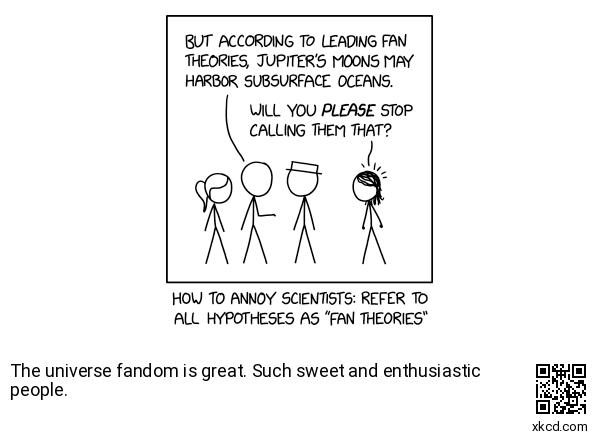 BUT ACCORDING TO LEADING FAN
THEORIES, JUPITER'S MOONS MAY
HARBOR SUBSURFACE OCEANS.
WILL YOU PLEASE STOP
CALLING THEM THAT?
HOW TO ANNOY SCIENTISTS: REFER TO
ALL HYPOTHESES AS "FAN THEORIES"
The universe fandom is great. Such sweet and enthusiastic
people.
xkcd.com